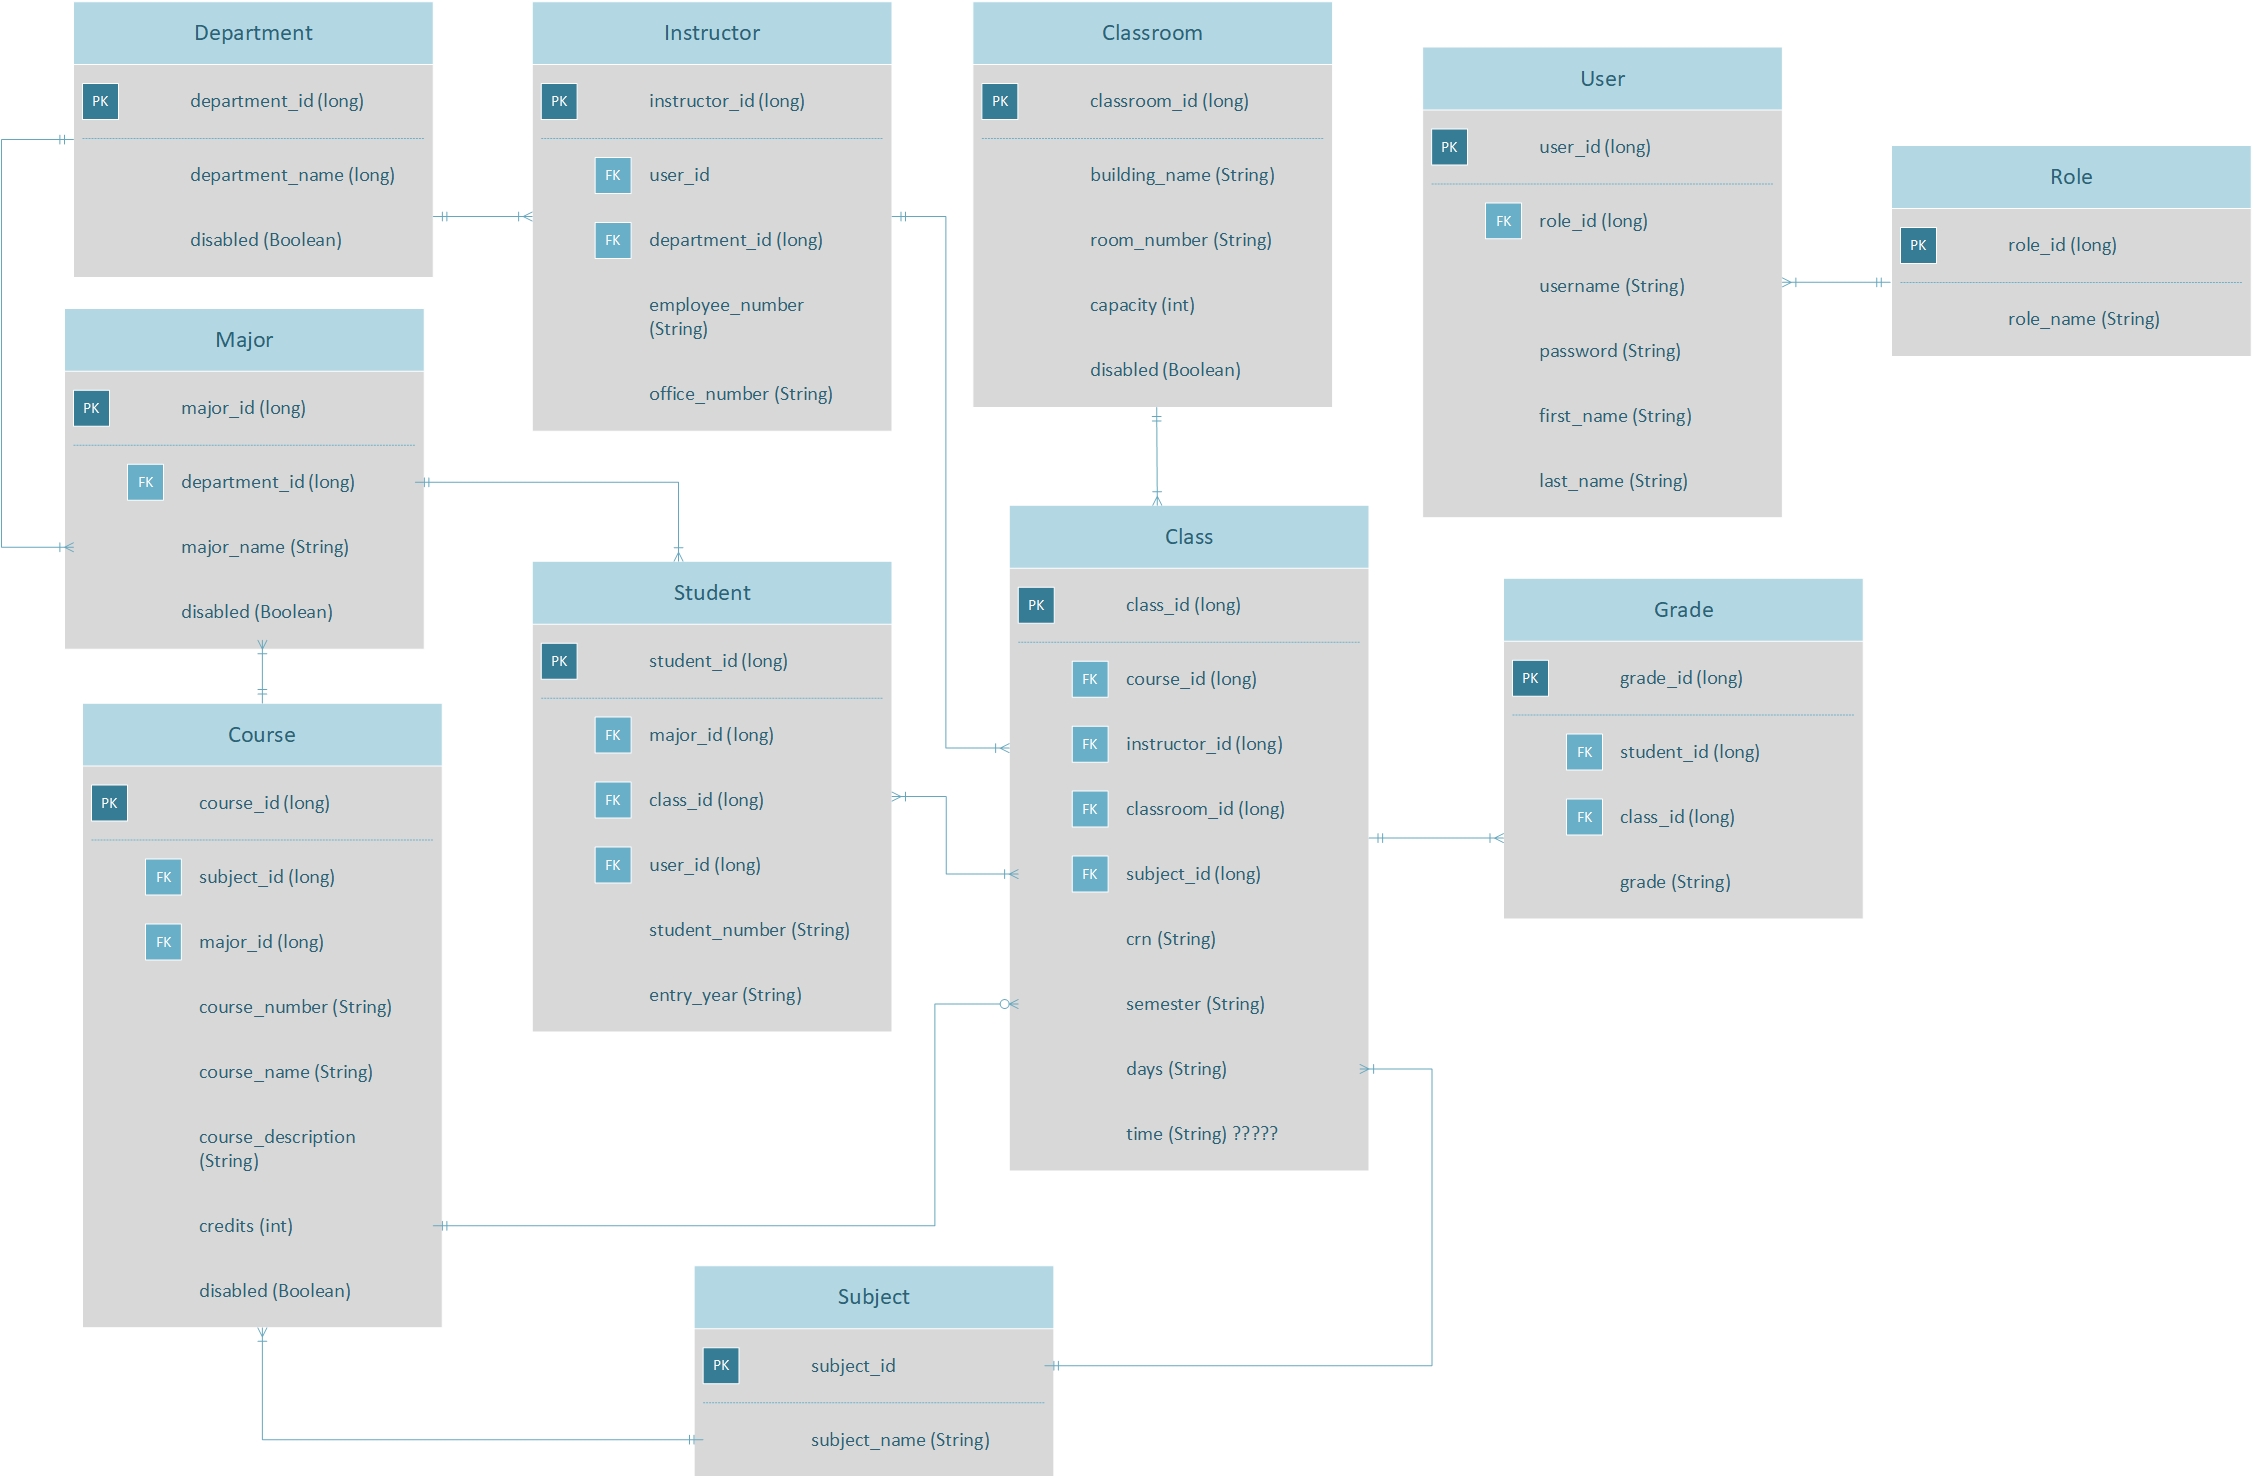 Department
PK department_id (long)
department_name (long)
disabled (Boolean)
Instructor
PK instructor_id (long)
FK user_id
FK department_id (long)
employee_number
(String)
office_number (String)
Classroom
PK classroom_id (long)
building_name (String)
room_number (String)
capacity (int)
disabled (Boolean)
User
PK user_id (long)
FK role_id (long)
username (String)
password (String)
first_name (String)
last_name (String)
Role
PK role_id (long)
role_name (String)
Major
PK major_id (long)
FK department_id (long)
major_name (String)
disabled (Boolean)
Student
PK student_id (long)
FK major_id (long)
FK class_id (long)
FK user_id (long)
student_number (String)
entry_year (String)
Class
PK class_id (long)
FK course_id (long)
FK instructor_id (long)
FK classroom_id (long)
FK subject_id (long)
crn (String)
semester (String)
days (String)
time (String) ?????
Grade
PK grade_id (long)
FK student_id (long)
FK class_id (long)
grade (String)
Course
PK course_id (long)
FK subject_id (long)
FK major_id (long)
course_number (String)
course_name (String)
course_description
(String)
credits (int)
disabled (Boolean)
Subject
PK subject_id
subject_name (String)